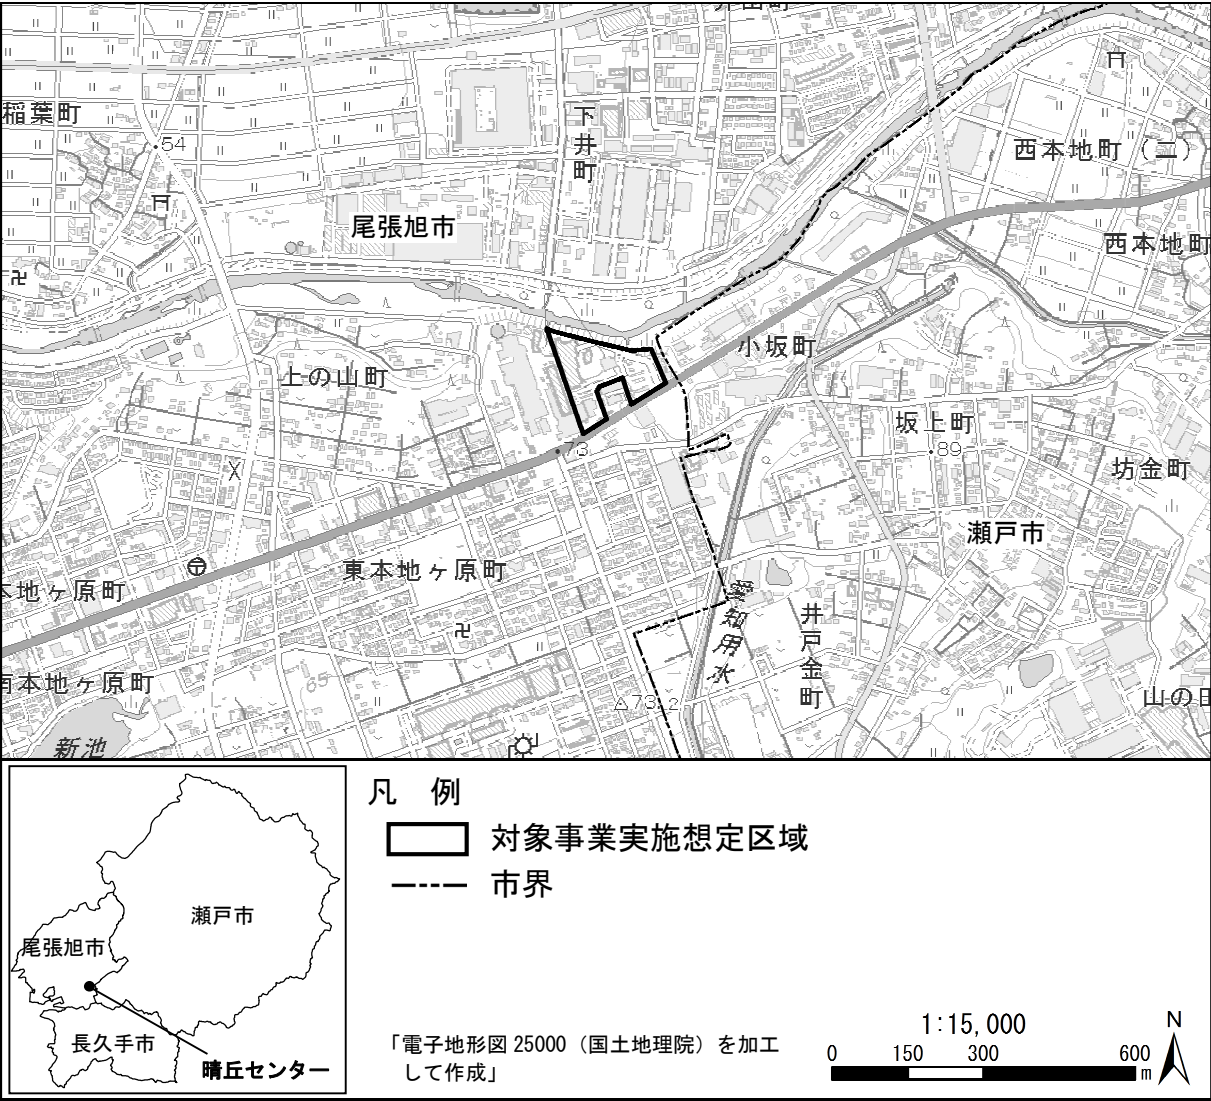 稲葉町
54
下井町
西本地町（二）
尾張旭市
西本地町
小坂町
上の山町
坂上町
89
73
坊金町
瀬戸市
東本地ヶ原町
本地ヶ原町
愛知用水
井戸金町
南本地ヶ原町
65
△73.2
山の田
新池
凡 例
対象事業実施想定区域
市界
瀬戸市
尾張旭市
長久手市
晴丘センター
「電子地形図 25000（国土地理院）を加工
して作成」
1:15,000
N
0 150 300 600
m